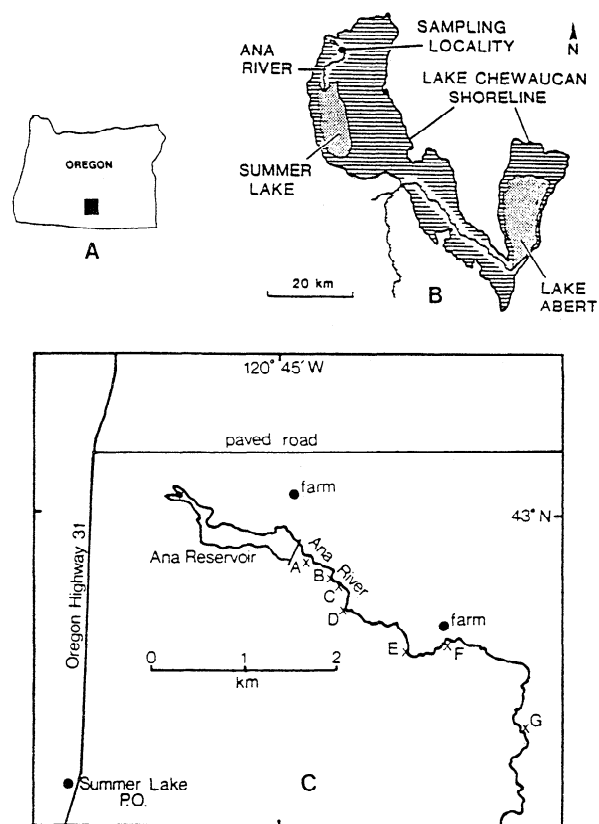 SAMPLING
LOCALITY
N
ANA
RIVER
LAKE CHEWAUCAN
SHORELINE
OREGON
SUMMER
LAKE
A
20 km
B
LAKE
ABERT
120° 45' W
paved road
farm
43° N
Oregon Highway 31
Ana Reservoir
Ana River
A
B
C
D
farm
E
F
0 1 2
km
G
Summer Lake
P.O.
C